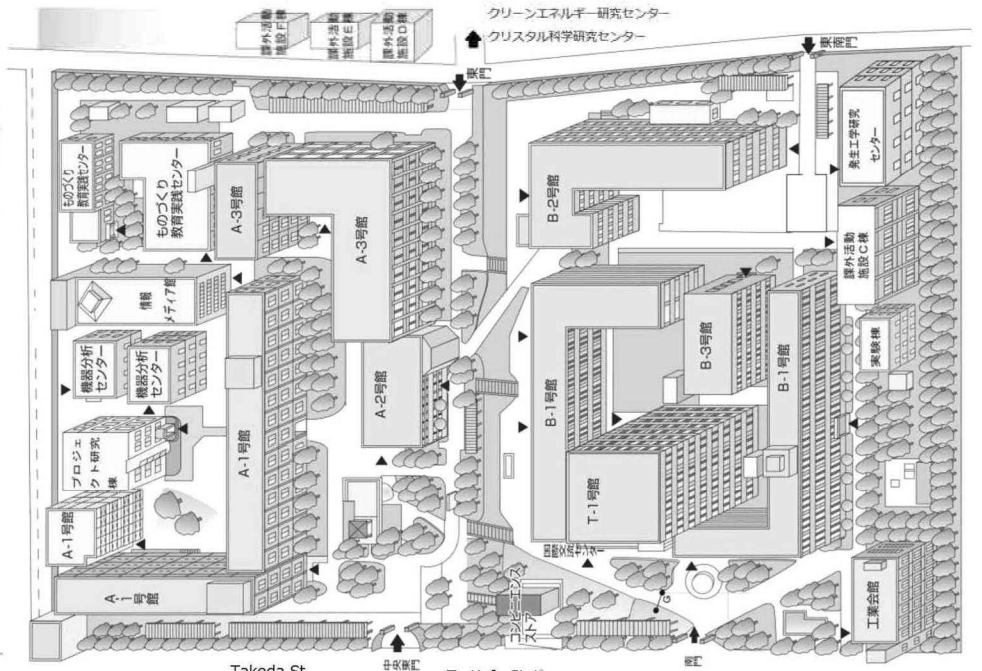 クリーンエネルギー研究センター
クリスタル科学研究センター
課外活動
施設F棟
課外活動
施設E棟
課外活動
施設D棟
東門
東南門
ものづくり
教育実践センター
ものづくり
教育実践センター
A-3号館
A-3号館
B-2号館
発生工学研究
センター
課外活動
施設C棟
情報
メディア館
機器分析
センター
機器分析
センター
A-2号館
B-1号館
B-3号館
B-1号館
実験棟
プロジェ
クト研究
棟
A-1号館
A-1号館
T-1号館
A-1号館
国際交流センター
コンビニエンス
ストア
G
工業会館
中央東門
南門
Takeda St.